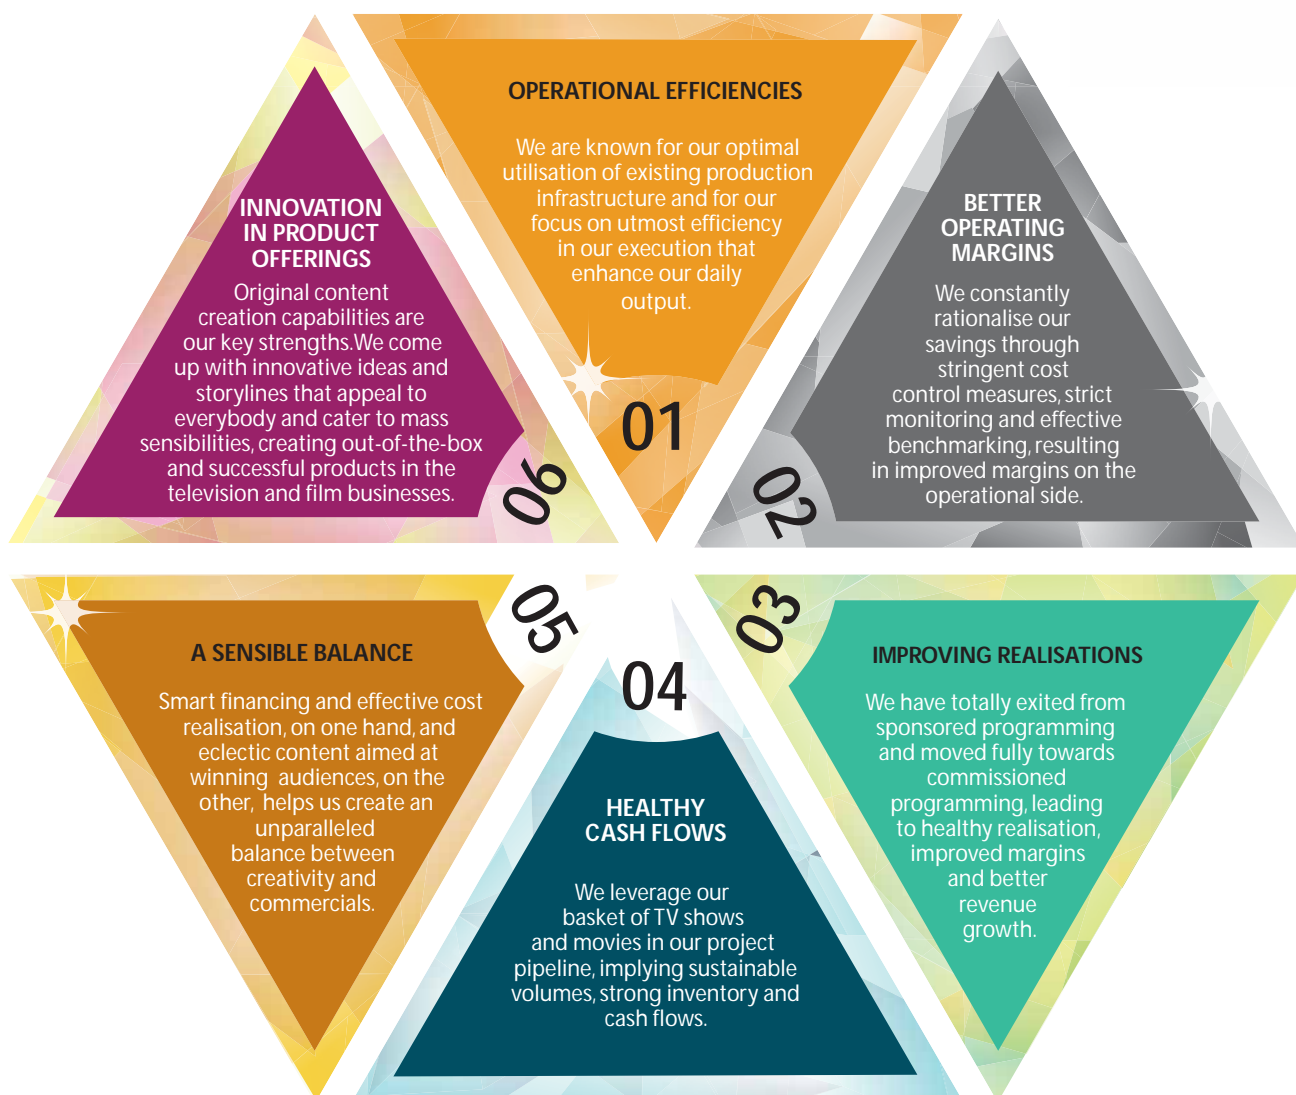 OPERATIONAL EFFICIENCIES
We are known for our optimal
utilisation of existing production
infrastructure and for our
focus on utmost efficiency
in our execution that
enhance our daily
output.
01
BETTER
OPERATING
MARGINS
We constantly
rationalise our
savings through
stringent cost
control measures, strict
monitoring and effective
benchmarking, resulting
in improved margins on the
operational side.
02
IMPROVING REALISATIONS
We have totally exited from
sponsored programming
and moved fully towards
commissioned
programming, leading
to healthy realisation,
improved margins
and better
revenue
growth.
03
04
HEALTHY
CASH FLOWS
We leverage our
basket of TV shows
and movies in our project
pipeline, implying sustainable
volumes, strong inventory and
cash flows.
05
A SENSIBLE BALANCE
Smart financing and effective cost
realisation, on one hand, and
eclectic content aimed at
winning audiences, on the
other, helps us create an
unparalleled
balance between
creativity and
commercials.
06
INNOVATION
IN PRODUCT
OFFERINGS
Original content
creation capabilities are
our key strengths.We come
up with innovative ideas and
storylines that appeal to
everybody and cater to mass
sensibilities, creating out-of-the-box
and successful products in the
television and film businesses.